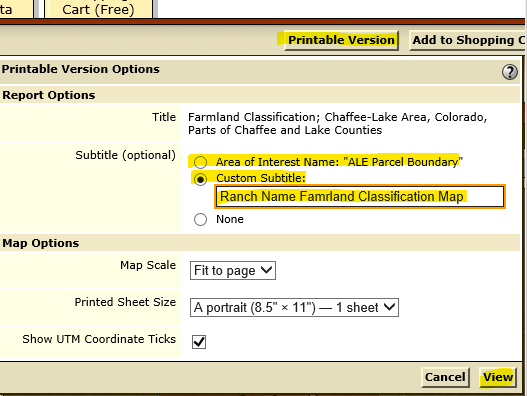 ta
Cart (Free)
Printable Version
Add to Shopping C
Printable Version Options
?
Report Options
Title
Farmland Classification; Chaffee-Lake Area, Colorado,
Parts of Chaffee and Lake Counties
Subtitle (optional)
Area of Interest Name: "ALE Parcel Boundary"
Custom Subtitle:
Ranch Name Famrland Classification Map
None
Map Options
Map Scale
Fit to page
Printed Sheet Size
A portrait (8.5" × 11") — 1 sheet
Show UTM Coordinate Ticks
Cancel
View